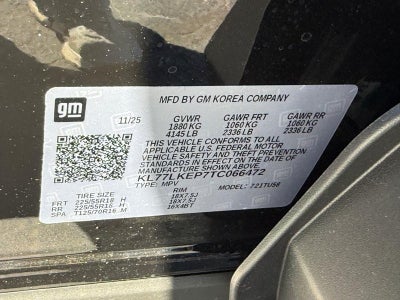 gm
MFD BY GM KOREA COMPANY
11/25 GVWR GAWR FRT GAWR RR
1880 KG 1060 KG 1060 KG
4145 LB 2336 LB 2336 LB
THIS VEHICLE CONFORMS TO ALL
APPLICABLE U.S. FEDERAL MOTOR
VEHICLE SAFETY, BUMPER, AND THEFT
PREVENTION STANDARDS IN EFFECT ON THE
DATE OF MANUFACTURE SHOWN ABOVE.
KL77LKEP7TC066472
TYPE: MPV MODEL: 721TUS6
TIRE SIZE RIM
FRT 225/55R18 H 18X7.5J
RR 225/55R18 H 18X7.5J
SPA T125/70R16 M 16X4BT